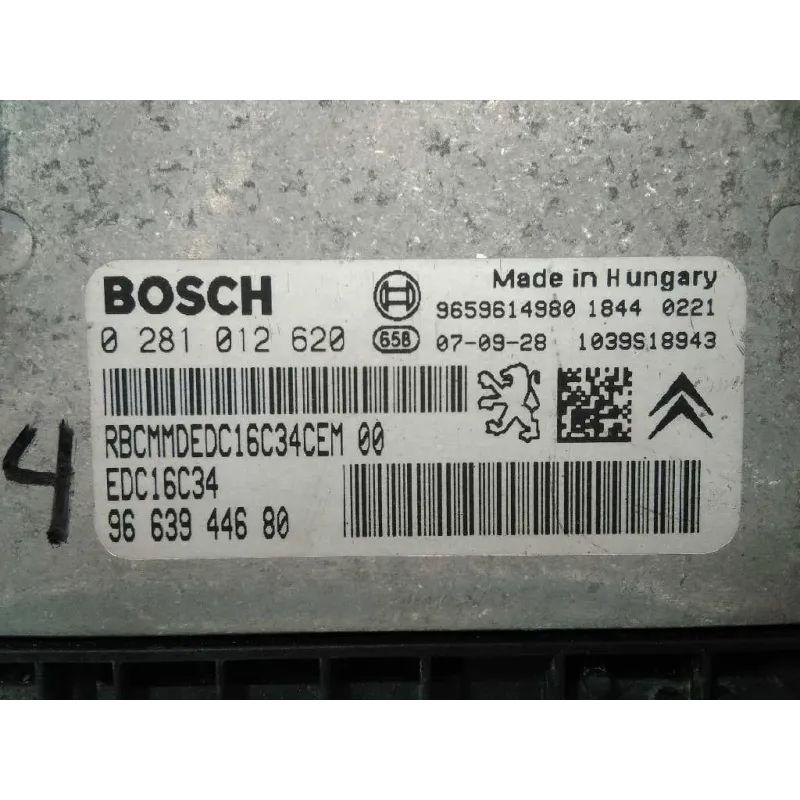 BOSCH
Made in Hungary
9659614980 1844 0221
0 281 012 620 658 07-09-28 1039S18943
RBCMMDEDC16C34CEM 00
EDC16C34
96 639 446 80
4